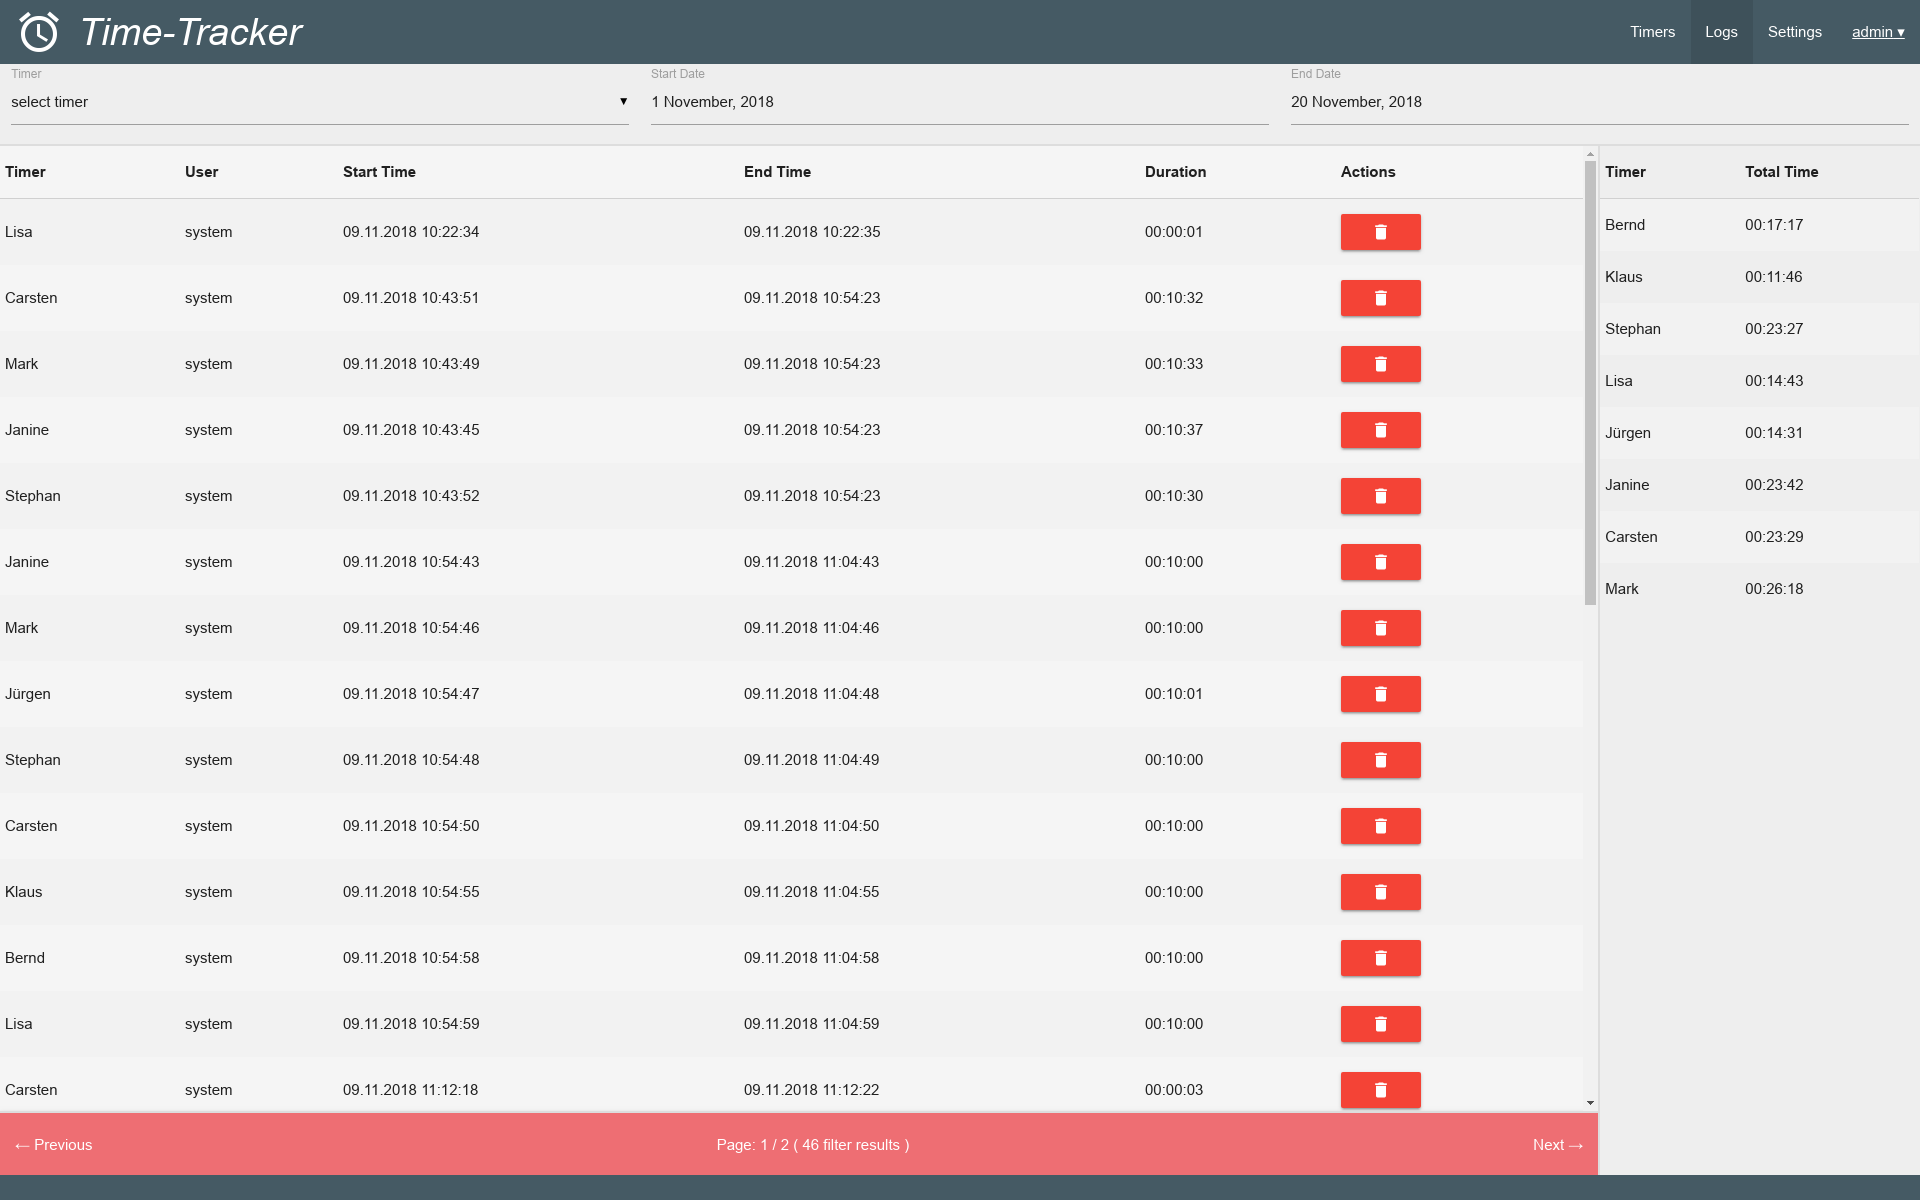 Time-Tracker
Timers Logs Settings admin ▾
Timer Start Date End Date
select timer ▼ 1 November, 2018 20 November, 2018
Timer User Start Time End Time Duration Actions
Lisa system 09.11.2018 10:22:34 09.11.2018 10:22:35 00:00:01
Carsten system 09.11.2018 10:43:51 09.11.2018 10:54:23 00:10:32
Mark system 09.11.2018 10:43:49 09.11.2018 10:54:23 00:10:33
Janine system 09.11.2018 10:43:45 09.11.2018 10:54:23 00:10:37
Stephan system 09.11.2018 10:43:52 09.11.2018 10:54:23 00:10:30
Janine system 09.11.2018 10:54:43 09.11.2018 11:04:43 00:10:00
Mark system 09.11.2018 10:54:46 09.11.2018 11:04:46 00:10:00
Jürgen system 09.11.2018 10:54:47 09.11.2018 11:04:48 00:10:01
Stephan system 09.11.2018 10:54:48 09.11.2018 11:04:49 00:10:00
Carsten system 09.11.2018 10:54:50 09.11.2018 11:04:50 00:10:00
Klaus system 09.11.2018 10:54:55 09.11.2018 11:04:55 00:10:00
Bernd system 09.11.2018 10:54:58 09.11.2018 11:04:58 00:10:00
Lisa system 09.11.2018 10:54:59 09.11.2018 11:04:59 00:10:00
Carsten system 09.11.2018 11:12:18 09.11.2018 11:12:22 00:00:03
Timer Total Time
Bernd 00:17:17
Klaus 00:11:46
Stephan 00:23:27
Lisa 00:14:43
Jürgen 00:14:31
Janine 00:23:42
Carsten 00:23:29
Mark 00:26:18
← Previous Page: 1 / 2 ( 46 filter results ) Next →